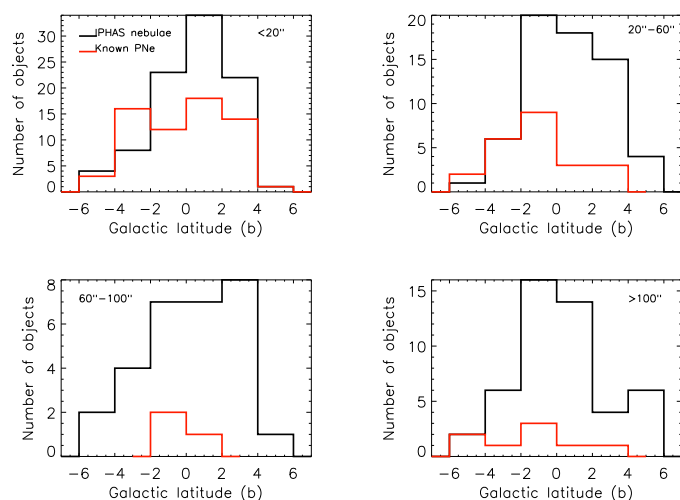 IPHAS nebulae
Known PNe
<20"
30
25
20
15
10
5
0
Number of objects
-6 -4 -2 0 2 4 6
Galactic latitude (b)
20"-60"
20
15
10
5
0
Number of objects
-6 -4 -2 0 2 4 6
Galactic latitude (b)
60"-100"
8
6
4
2
0
Number of objects
-6 -4 -2 0 2 4 6
Galactic latitude (b)
>100"
15
10
5
0
Number of objects
-6 -4 -2 0 2 4 6
Galactic latitude (b)